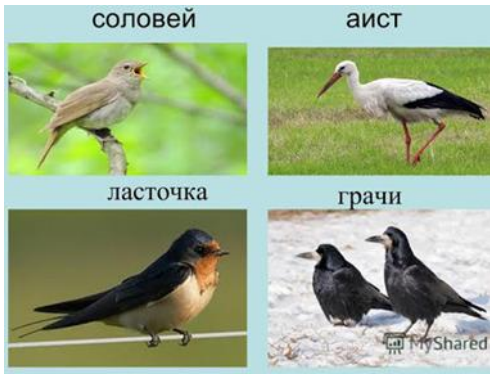 соловей
аист
ласточка
грачи
MyShared